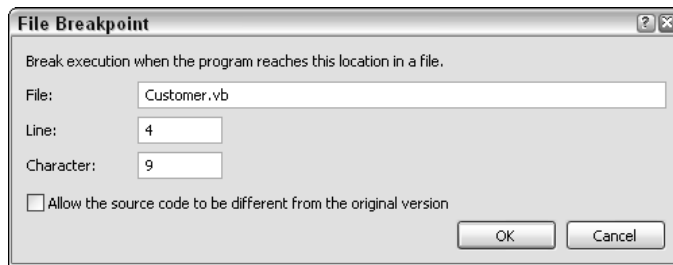 File Breakpoint
Break execution when the program reaches this location in a file.
File: Customer.vb
Line: 4
Character: 9
Allow the source code to be different from the original version
OK Cancel